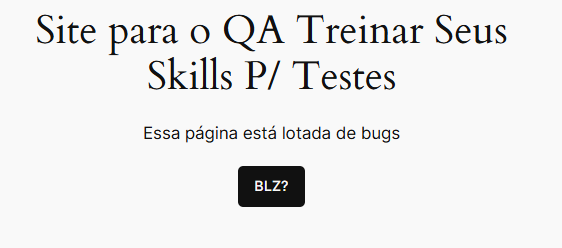 Site para o QA Treinar Seus
Skills P/ Testes
Essa página está lotada de bugs
BLZ?